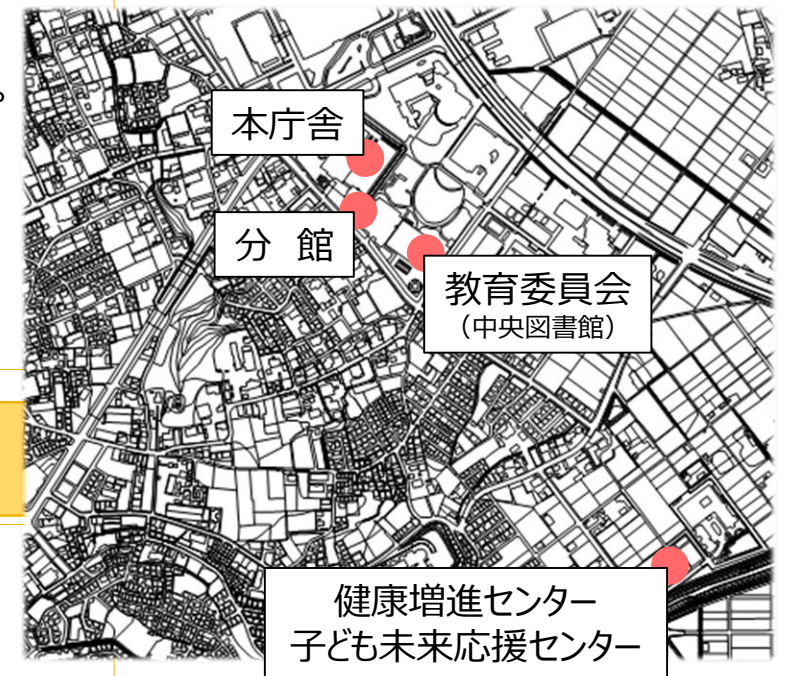 。
本庁舎
分 館
教育委員会
（中央図書館）
健康増進センター
子ども未来応援センター